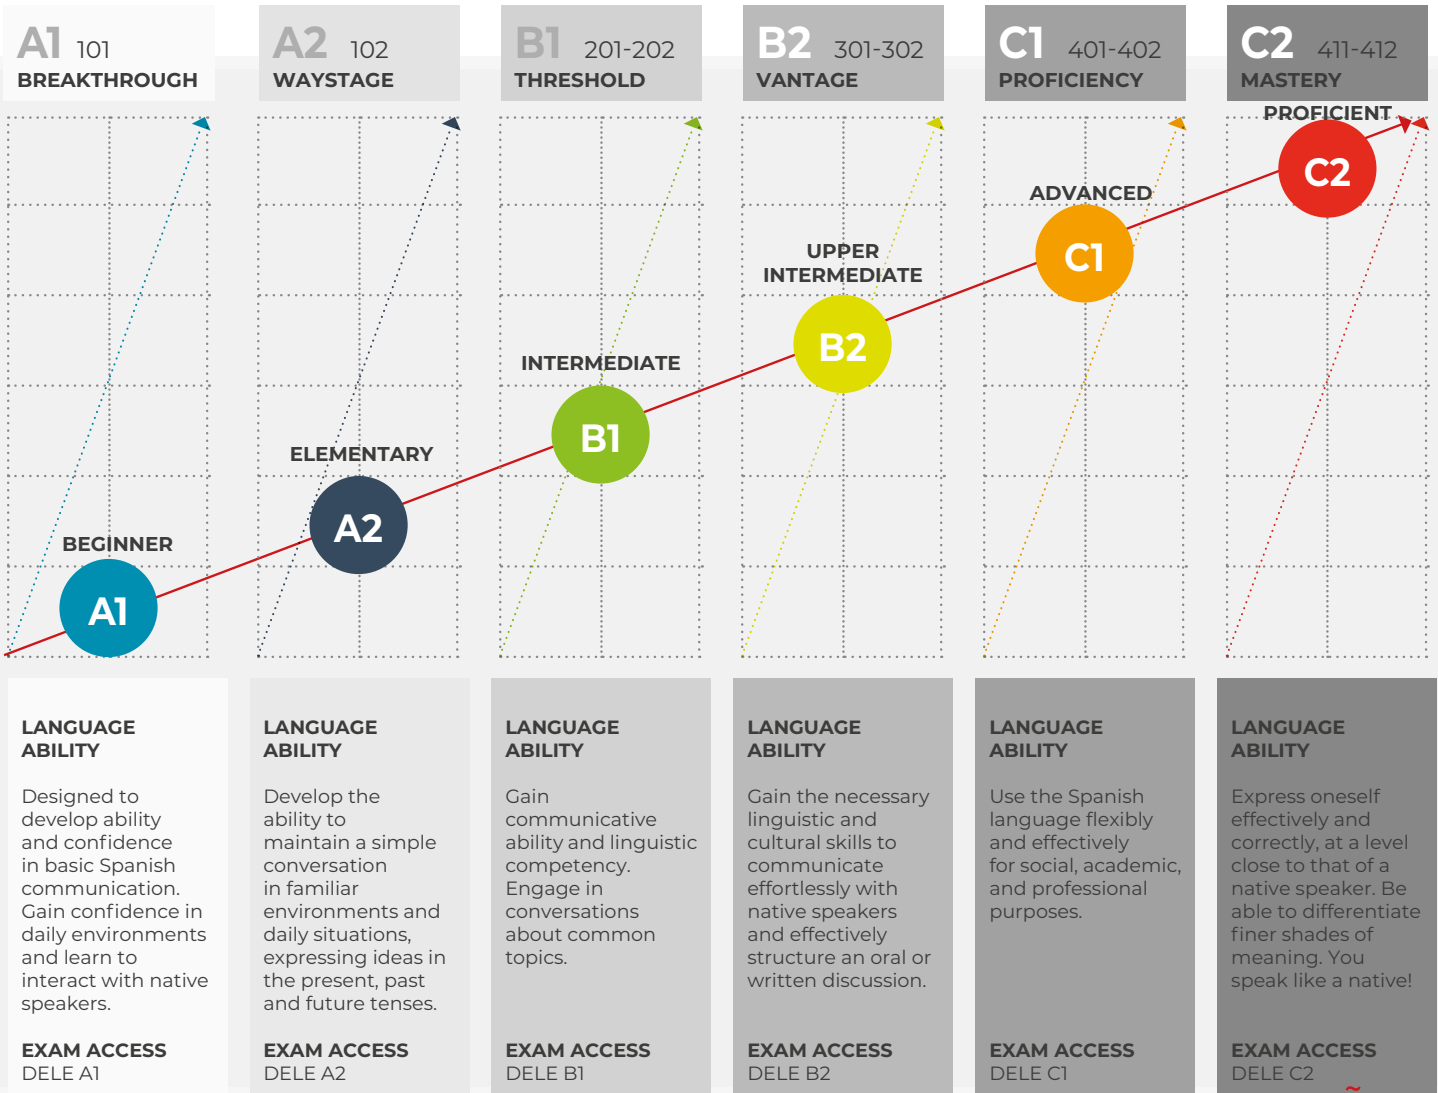 A1 101
BREAKTHROUGH
A2 102
WAYSTAGE
B1 201-202
THRESHOLD
B2 301-302
VANTAGE
C1 401-402
PROFICIENCY
C2 411-412
MASTERY
PROFICIENT
C2
ADVANCED
C1
UPPER
INTERMEDIATE
B2
INTERMEDIATE
B1
ELEMENTARY
A2
BEGINNER
A1
LANGUAGE
ABILITY
Designed to
develop ability
and confidence
in basic Spanish
communication.
Gain confidence in
daily environments
and learn to
interact with native
speakers.
EXAM ACCESS
DELE A1
LANGUAGE
ABILITY
Develop the
ability to
maintain a simple
conversation
in familiar
environments and
daily situations,
expressing ideas in
the present, past
and future tenses.
EXAM ACCESS
DELE A2
LANGUAGE
ABILITY
Gain
communicative
ability and linguistic
competency.
Engage in
conversations
about common
topics.
EXAM ACCESS
DELE B1
LANGUAGE
ABILITY
Gain the necessary
linguistic and
cultural skills to
communicate
effortlessly with
native speakers
and effectively
structure an oral or
written discussion.
EXAM ACCESS
DELE B2
LANGUAGE
ABILITY
Use the Spanish
language flexibly
and effectively
for social, academic,
and professional
purposes.
EXAM ACCESS
DELE C1
LANGUAGE
ABILITY
Express oneself
effectively and
correctly, at a level
close to that of a
native speaker. Be
able to differentiate
finer shades of
meaning. You
speak like a native!
EXAM ACCESS
DELE C2